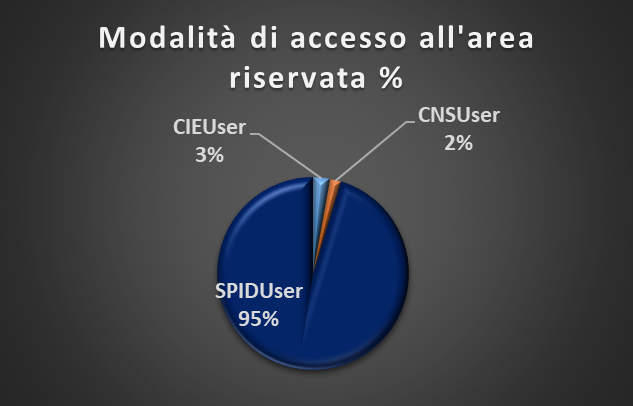 Modalità di accesso all'area
riservata %
CIEUser
3%
CNSUser
2%
SPIDUser
95%